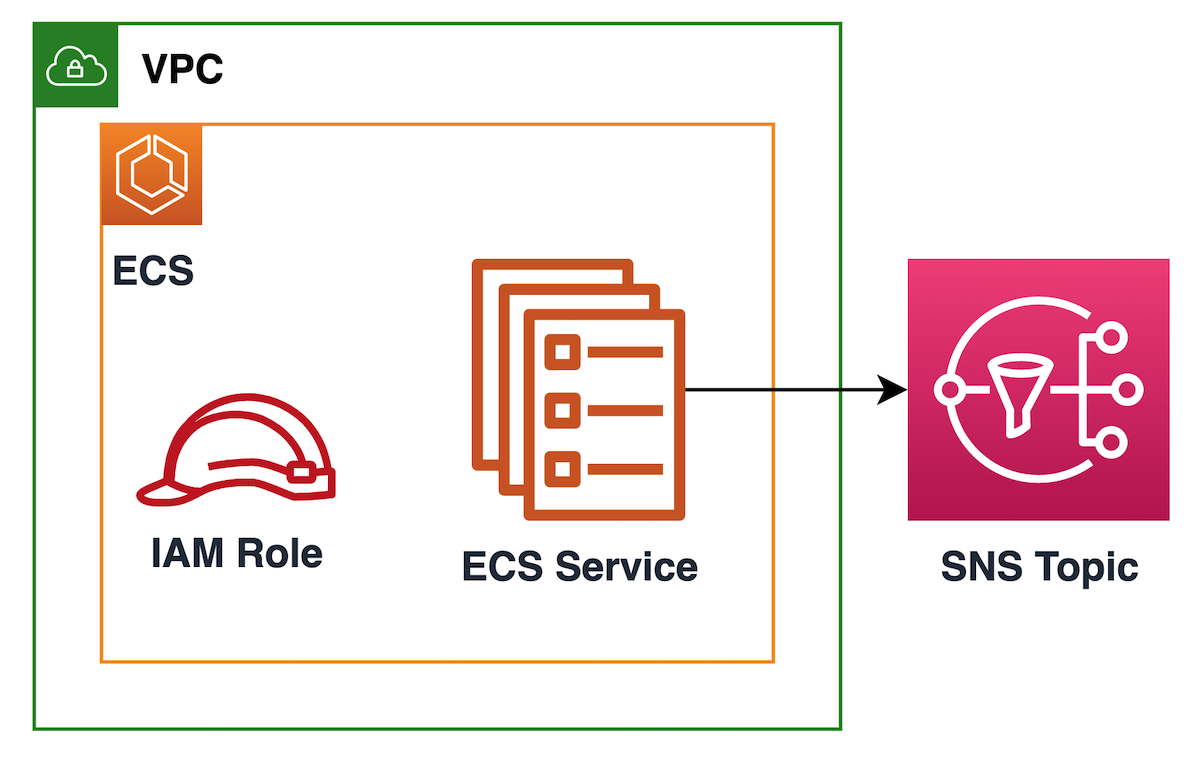 VPC
ECS
IAM Role
ECS Service
SNS Topic